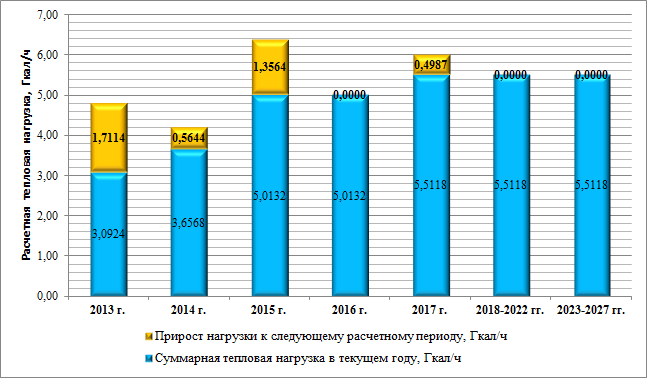 Расчетная тепловая нагрузка, Гкал/ч
7,00
6,00
5,00
4,00
3,00
2,00
1,00
0,00
1,7114
0,5644
1,3564
0,0000
0,4987
0,0000
0,0000
3,0924
3,6568
5,0132
5,0132
5,5118
5,5118
5,5118
2013 г.
2014 г.
2015 г.
2016 г.
2017 г.
2018-2022 гг.
2023-2027 гг.
Прирост нагрузки к следующему расчетному периоду, Гкал/ч
Суммарная тепловая нагрузка в текущем году, Гкал/ч